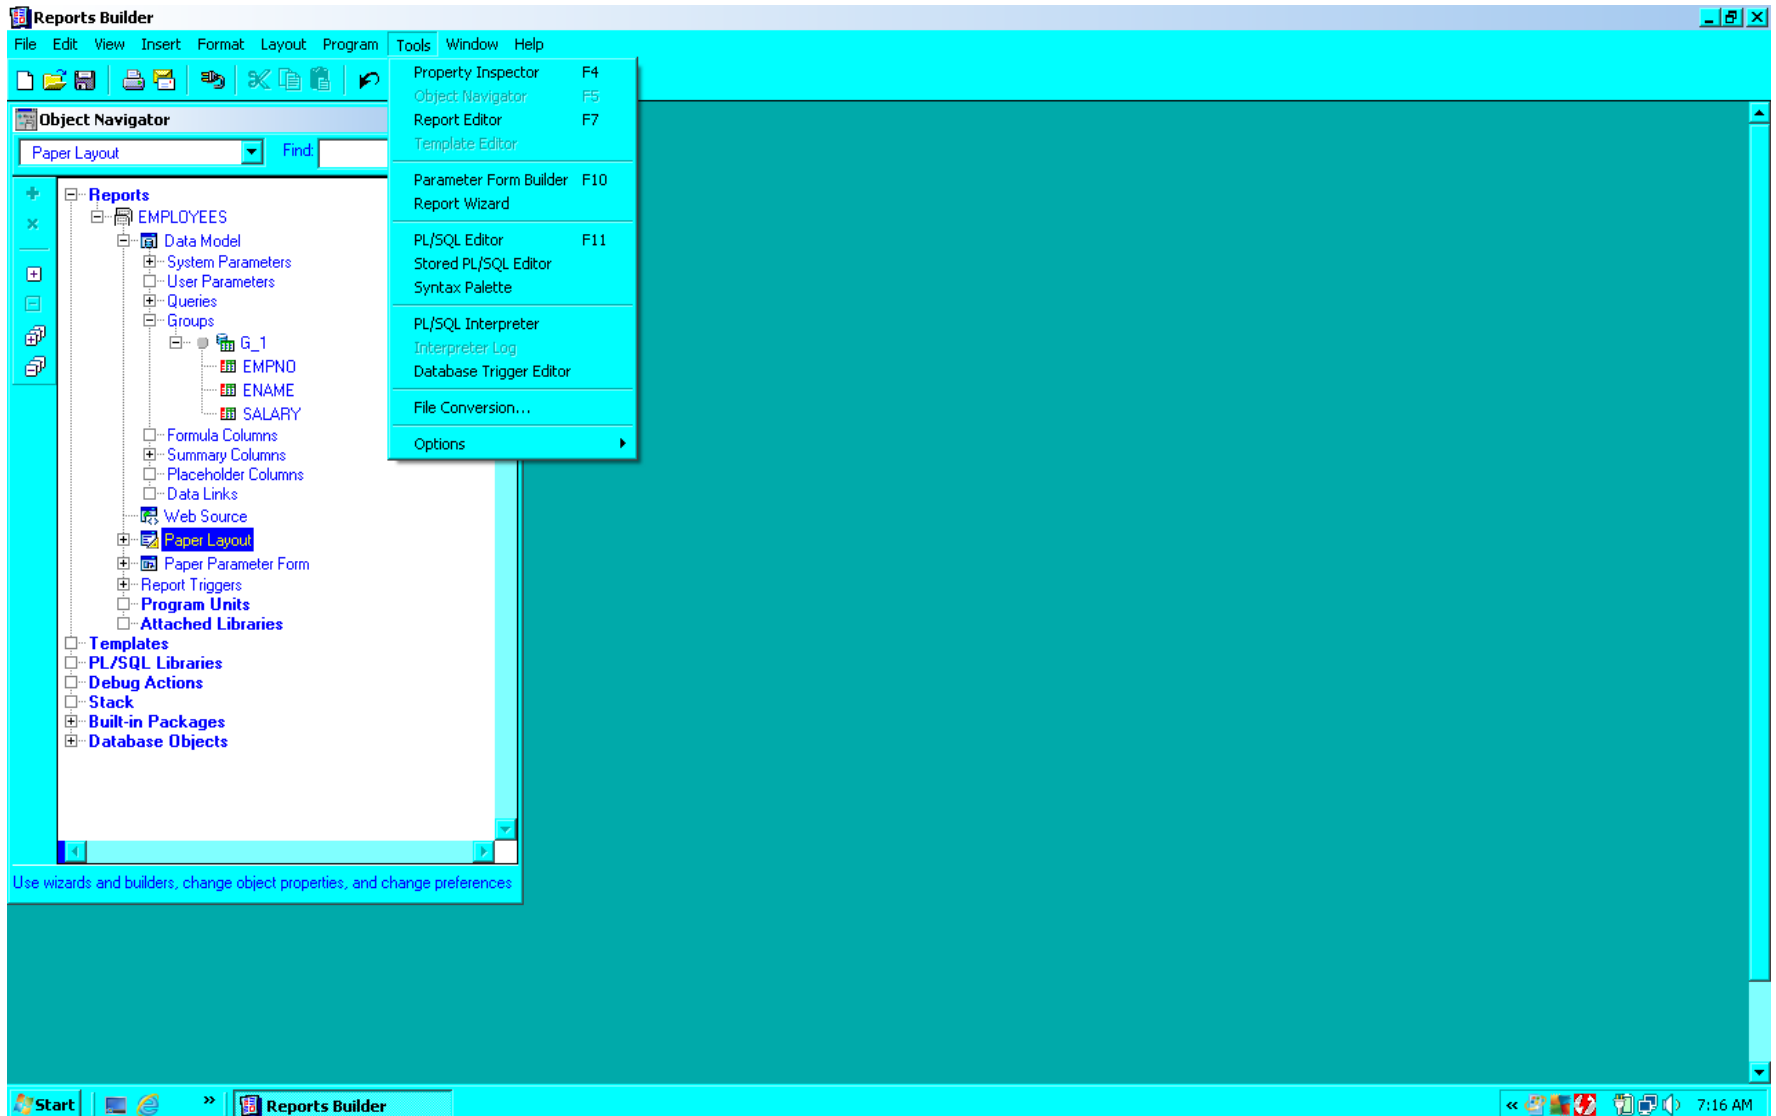 Reports Builder
File Edit View Insert Format Layout Program Tools Window Help
Property Inspector F4
Object Navigator F5
Report Editor F7
Template Editor
Parameter Form Builder F10
Report Wizard
PL/SQL Editor F11
Stored PL/SQL Editor
Syntax Palette
PL/SQL Interpreter
Interpreter Log
Database Trigger Editor
File Conversion...
Options
Object Navigator
Paper Layout Find:
Reports
EMPLOYEES
Data Model
System Parameters
User Parameters
Queries
Groups
G_1
EMPNO
ENAME
SALARY
Formula Columns
Summary Columns
Placeholder Columns
Data Links
Web Source
Paper Layout
Paper Parameter Form
Report Triggers
Program Units
Attached Libraries
Templates
PL/SQL Libraries
Debug Actions
Stack
Built-in Packages
Database Objects
Use wizards and builders, change object properties, and change preferences
Start » Reports Builder « 7:16 AM